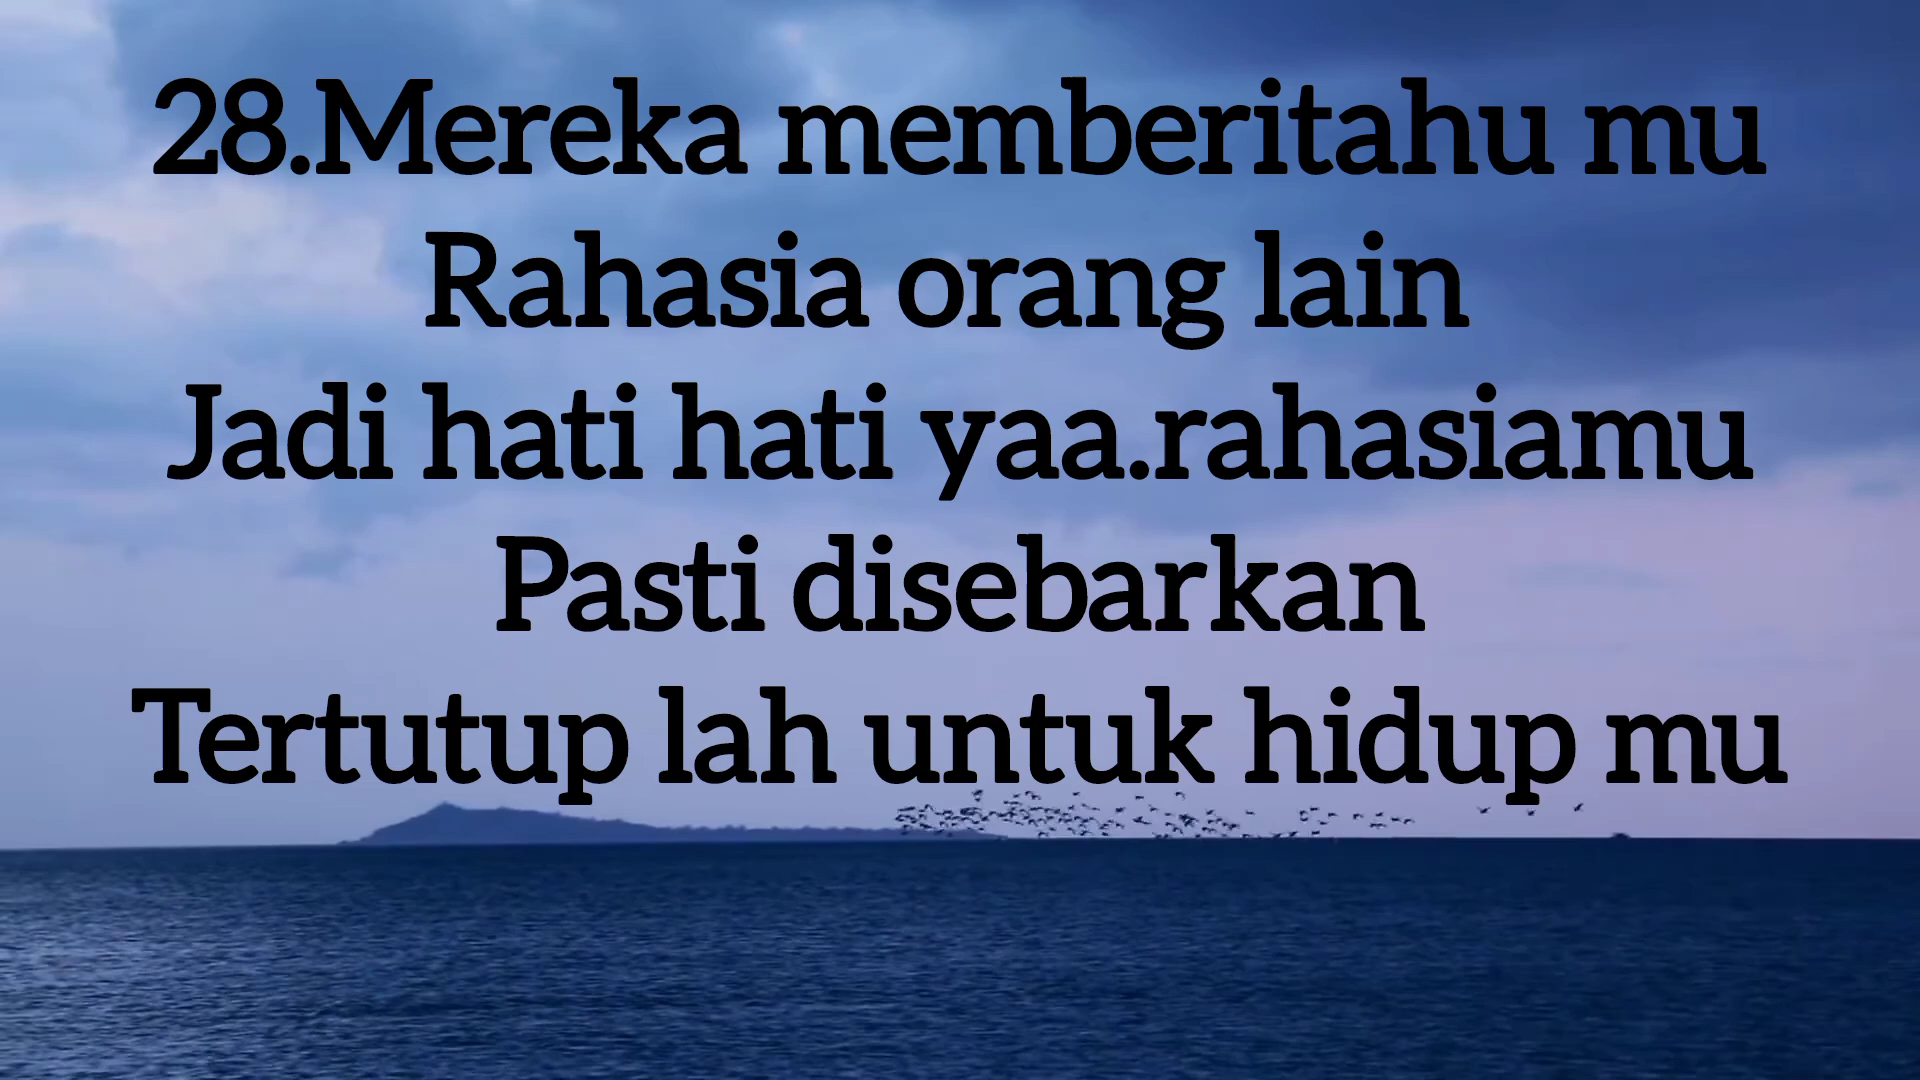 28.Mereka memberitahu mu
Rahasia orang lain
Jadi hati hati yaa.rahasiamu
Pasti disebarkan
Tertutup lah untuk hidup mu